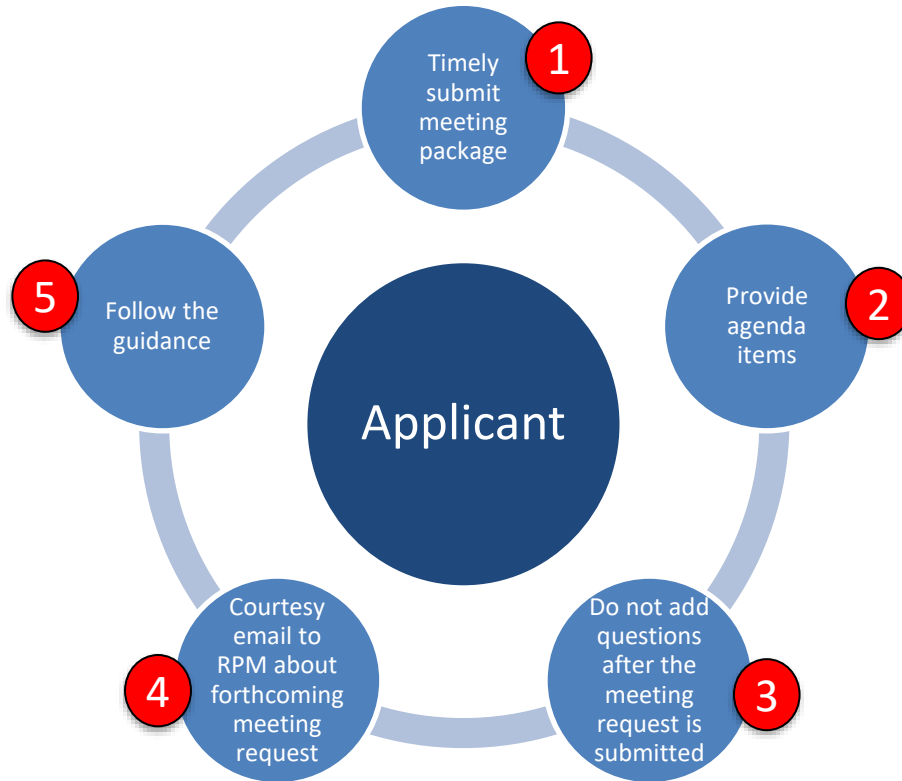 1
Timely
submit
meeting
package
2
Provide
agenda
items
3
Do not add
questions
after the
meeting
request is
submitted
4
Courtesy
email to
RPM about
forthcoming
meeting
request
5
Follow the
guidance
Applicant